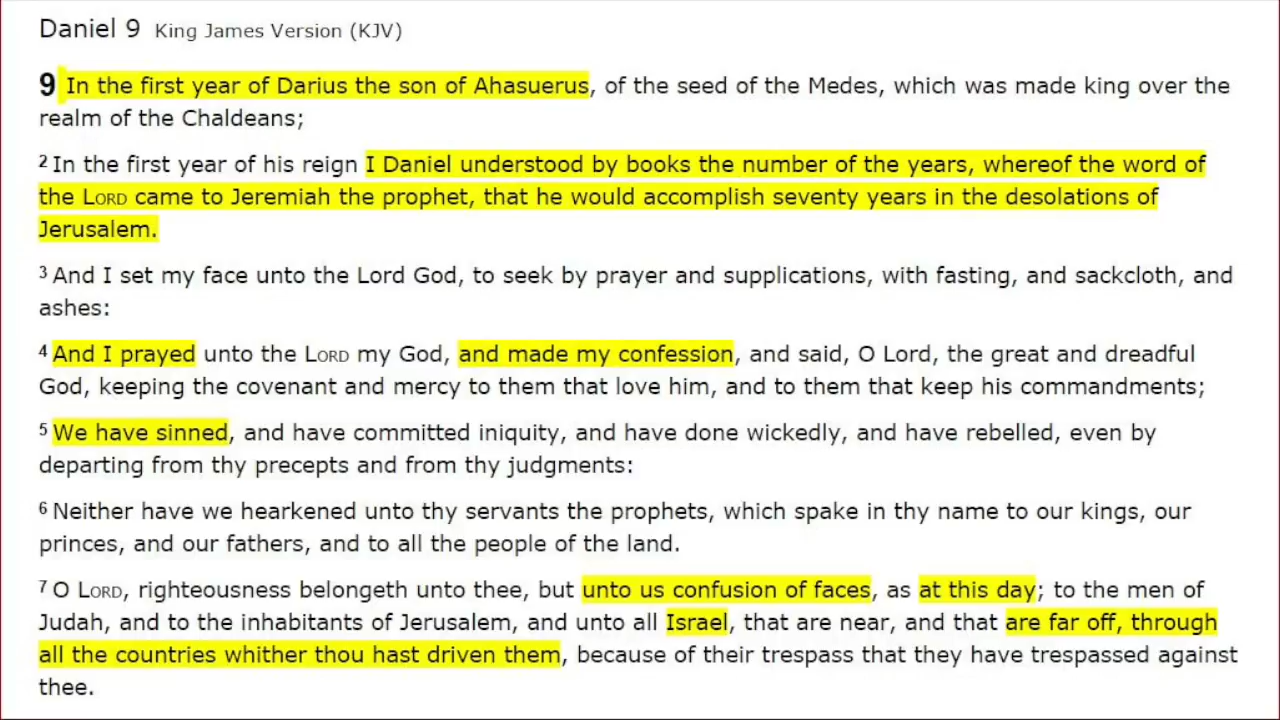 Daniel 9 King James Version (KJV)
9 In the first year of Darius the son of Ahasuerus, of the seed of the Medes, which was made king over the
realm of the Chaldeans;
2 In the first year of his reign I Daniel understood by books the number of the years, whereof the word of
the LORD came to Jeremiah the prophet, that he would accomplish seventy years in the desolations of
Jerusalem.
3 And I set my face unto the Lord God, to seek by prayer and supplications, with fasting, and sackcloth, and
ashes:
4 And I prayed unto the LORD my God, and made my confession, and said, O Lord, the great and dreadful
God, keeping the covenant and mercy to them that love him, and to them that keep his commandments;
5 We have sinned, and have committed iniquity, and have done wickedly, and have rebelled, even by
departing from thy precepts and from thy judgments:
6 Neither have we hearkened unto thy servants the prophets, which spake in thy name to our kings, our
princes, and our fathers, and to all the people of the land.
7 O LORD, righteousness belongeth unto thee, but unto us confusion of faces, as at this day; to the men of
Judah, and to the inhabitants of Jerusalem, and unto all Israel, that are near, and that are far off, through
all the countries whither thou hast driven them, because of their trespass that they have trespassed against
thee.